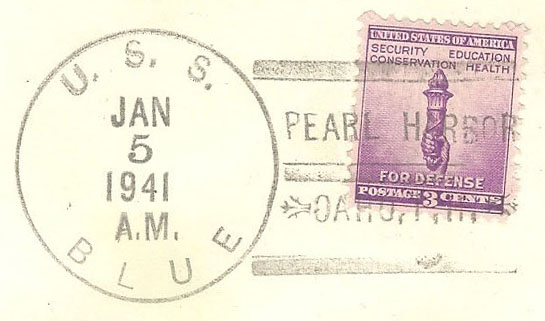 U. S. S.
JAN
5
1941
A.M.
BLUE
PEARL HARBOR
OAHU, T.H.
UNITED STATES OF AMERICA
SECURITY EDUCATION
CONSERVATION HEALTH
FOR DEFENSE
POSTAGE 3 CENTS